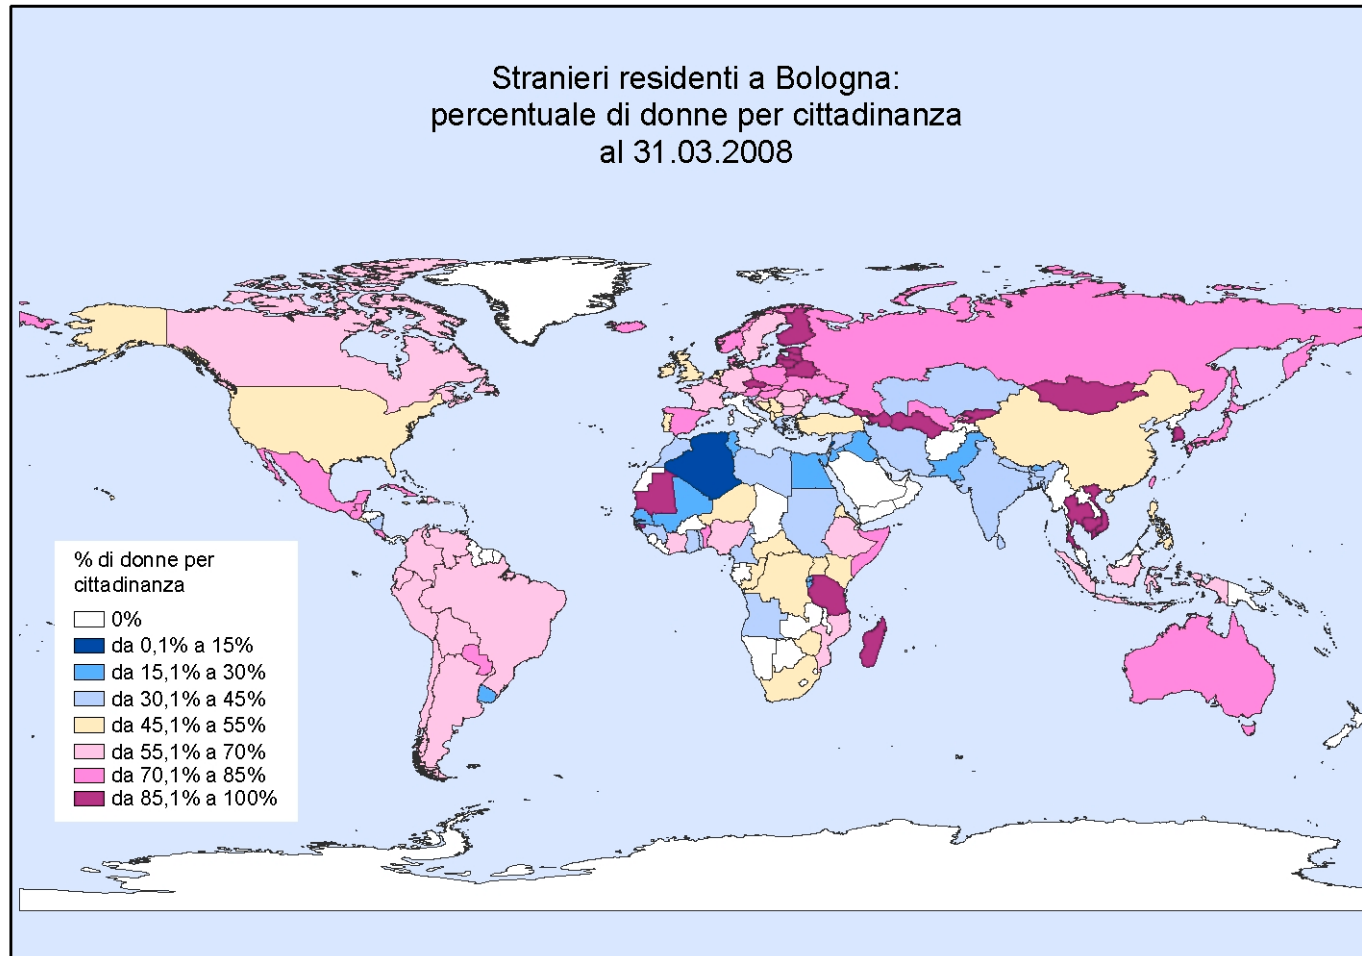 Stranieri residenti a Bologna:
percentuale di donne per cittadinanza
al 31.03.2008
% di donne per
cittadinanza
0%
da 0,1% a 15%
da 15,1% a 30%
da 30,1% a 45%
da 45,1% a 55%
da 55,1% a 70%
da 70,1% a 85%
da 85,1% a 100%